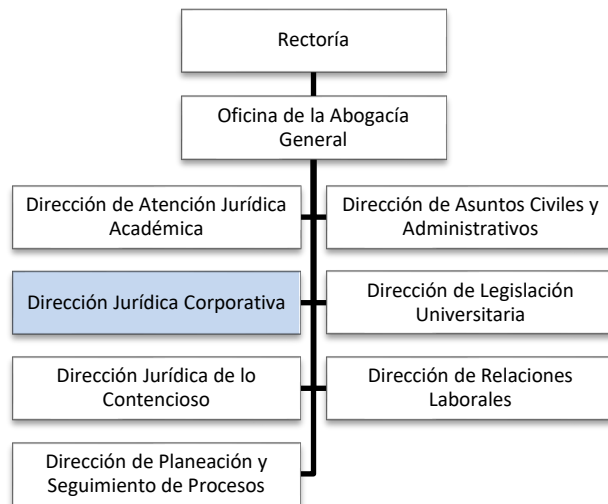 Rectoría
Oficina de la Abogacía
General
Dirección de Atención Jurídica
Académica
Dirección de Asuntos Civiles y
Administrativos
Dirección Jurídica Corporativa
Dirección de Legislación
Universitaria
Dirección Jurídica de lo
Contencioso
Dirección de Relaciones
Laborales
Dirección de Planeación y
Seguimiento de Procesos